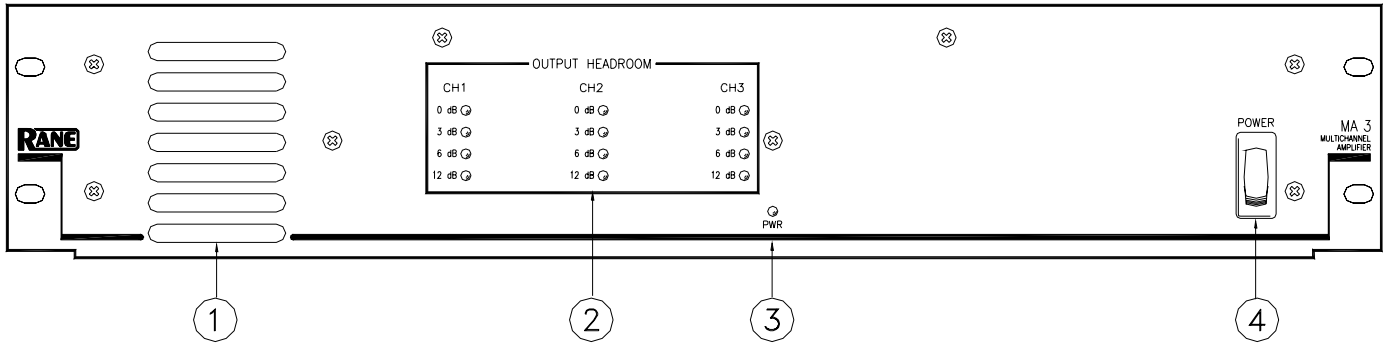 OUTPUT HEADROOM
CH1 CH2 CH3
0 dB 0 dB 0 dB
3 dB 3 dB 3 dB
6 dB 6 dB 6 dB
12 dB 12 dB 12 dB
PWR
RANE
POWER
MA 3
MULTICHANNEL
AMPLIFIER
1 2 3 4